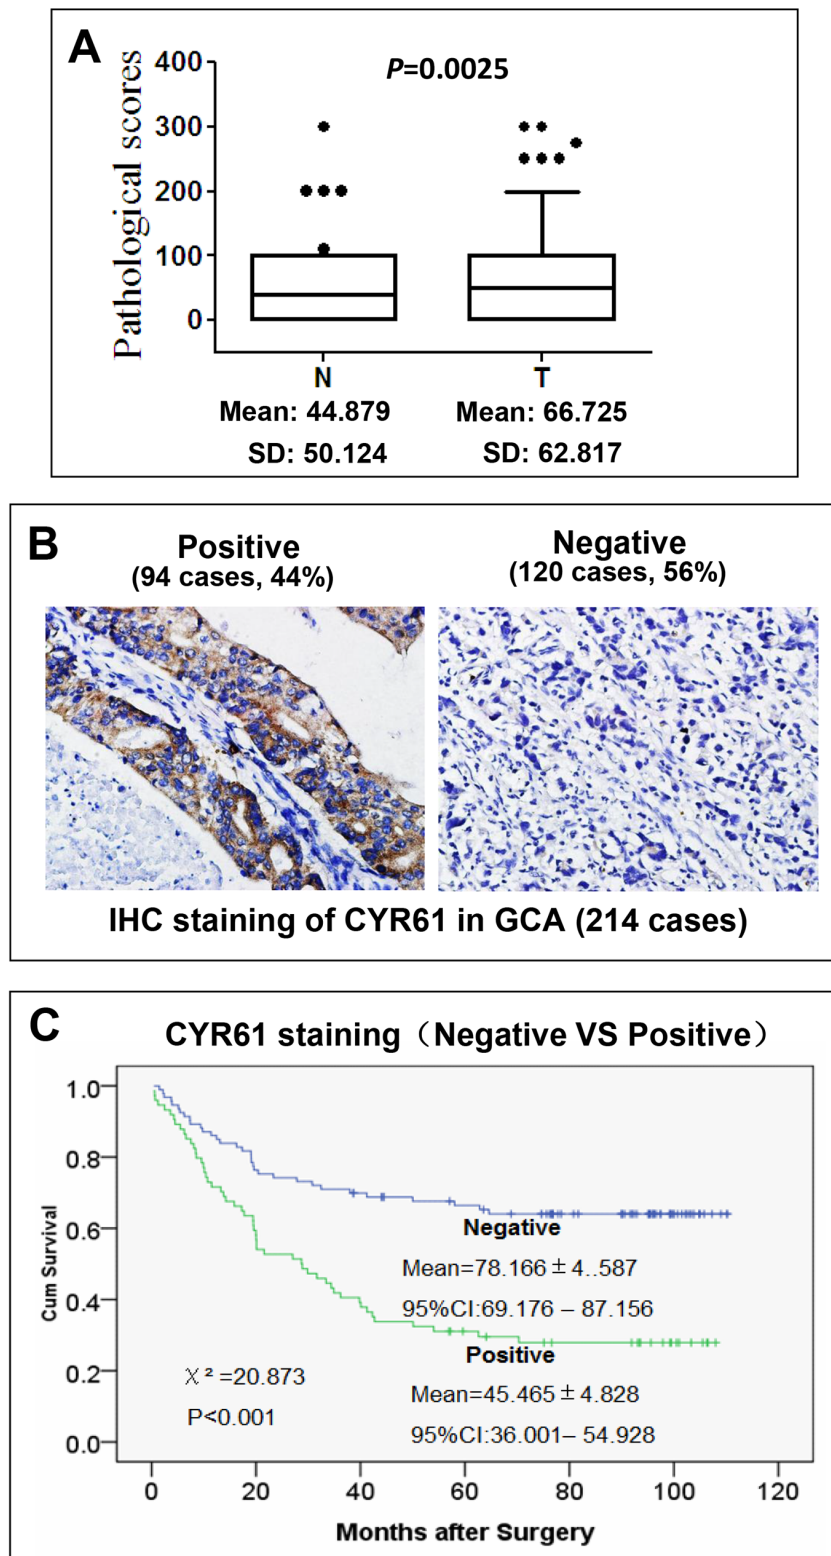 A
P=0.0025
Pathological scores
400
300
200
100
0
N
T
Mean: 44.879
Mean: 66.725
SD: 50.124
SD: 62.817
B
Positive
(94 cases, 44%)
Negative
(120 cases, 56%)
IHC staining of CYR61 in GCA (214 cases)
C
CYR61 staining（Negative VS Positive）
Cum Survival
1.0
0.8
0.6
0.4
0.2
0.0
Negative
Mean=78.166±4..587
95%CI:69.176 – 87.156
Positive
Mean=45.465±4.828
95%CI:36.001– 54.928
χ² =20.873
P<0.001
0
20
40
60
80
100
120
Months after Surgery